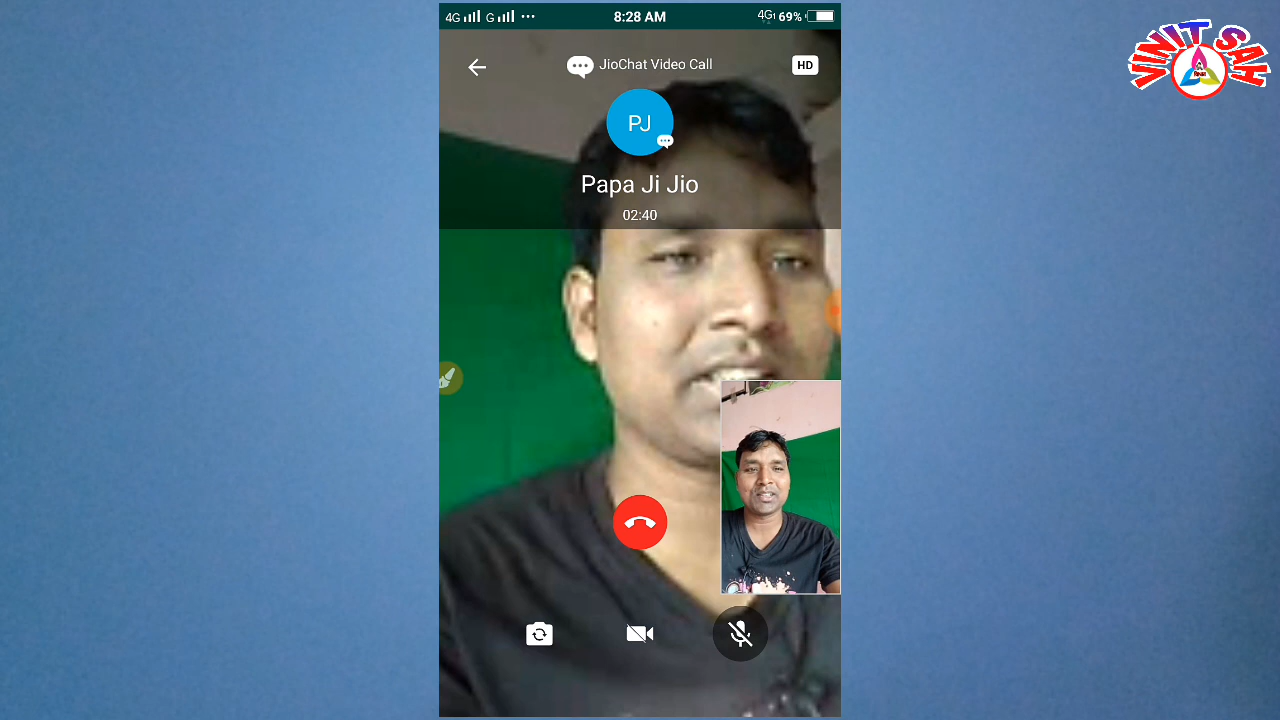 4G G 8:28 AM 4G 69%
JioChat Video Call HD
PJ
Papa Ji Jio
02:40
VINIT SAH